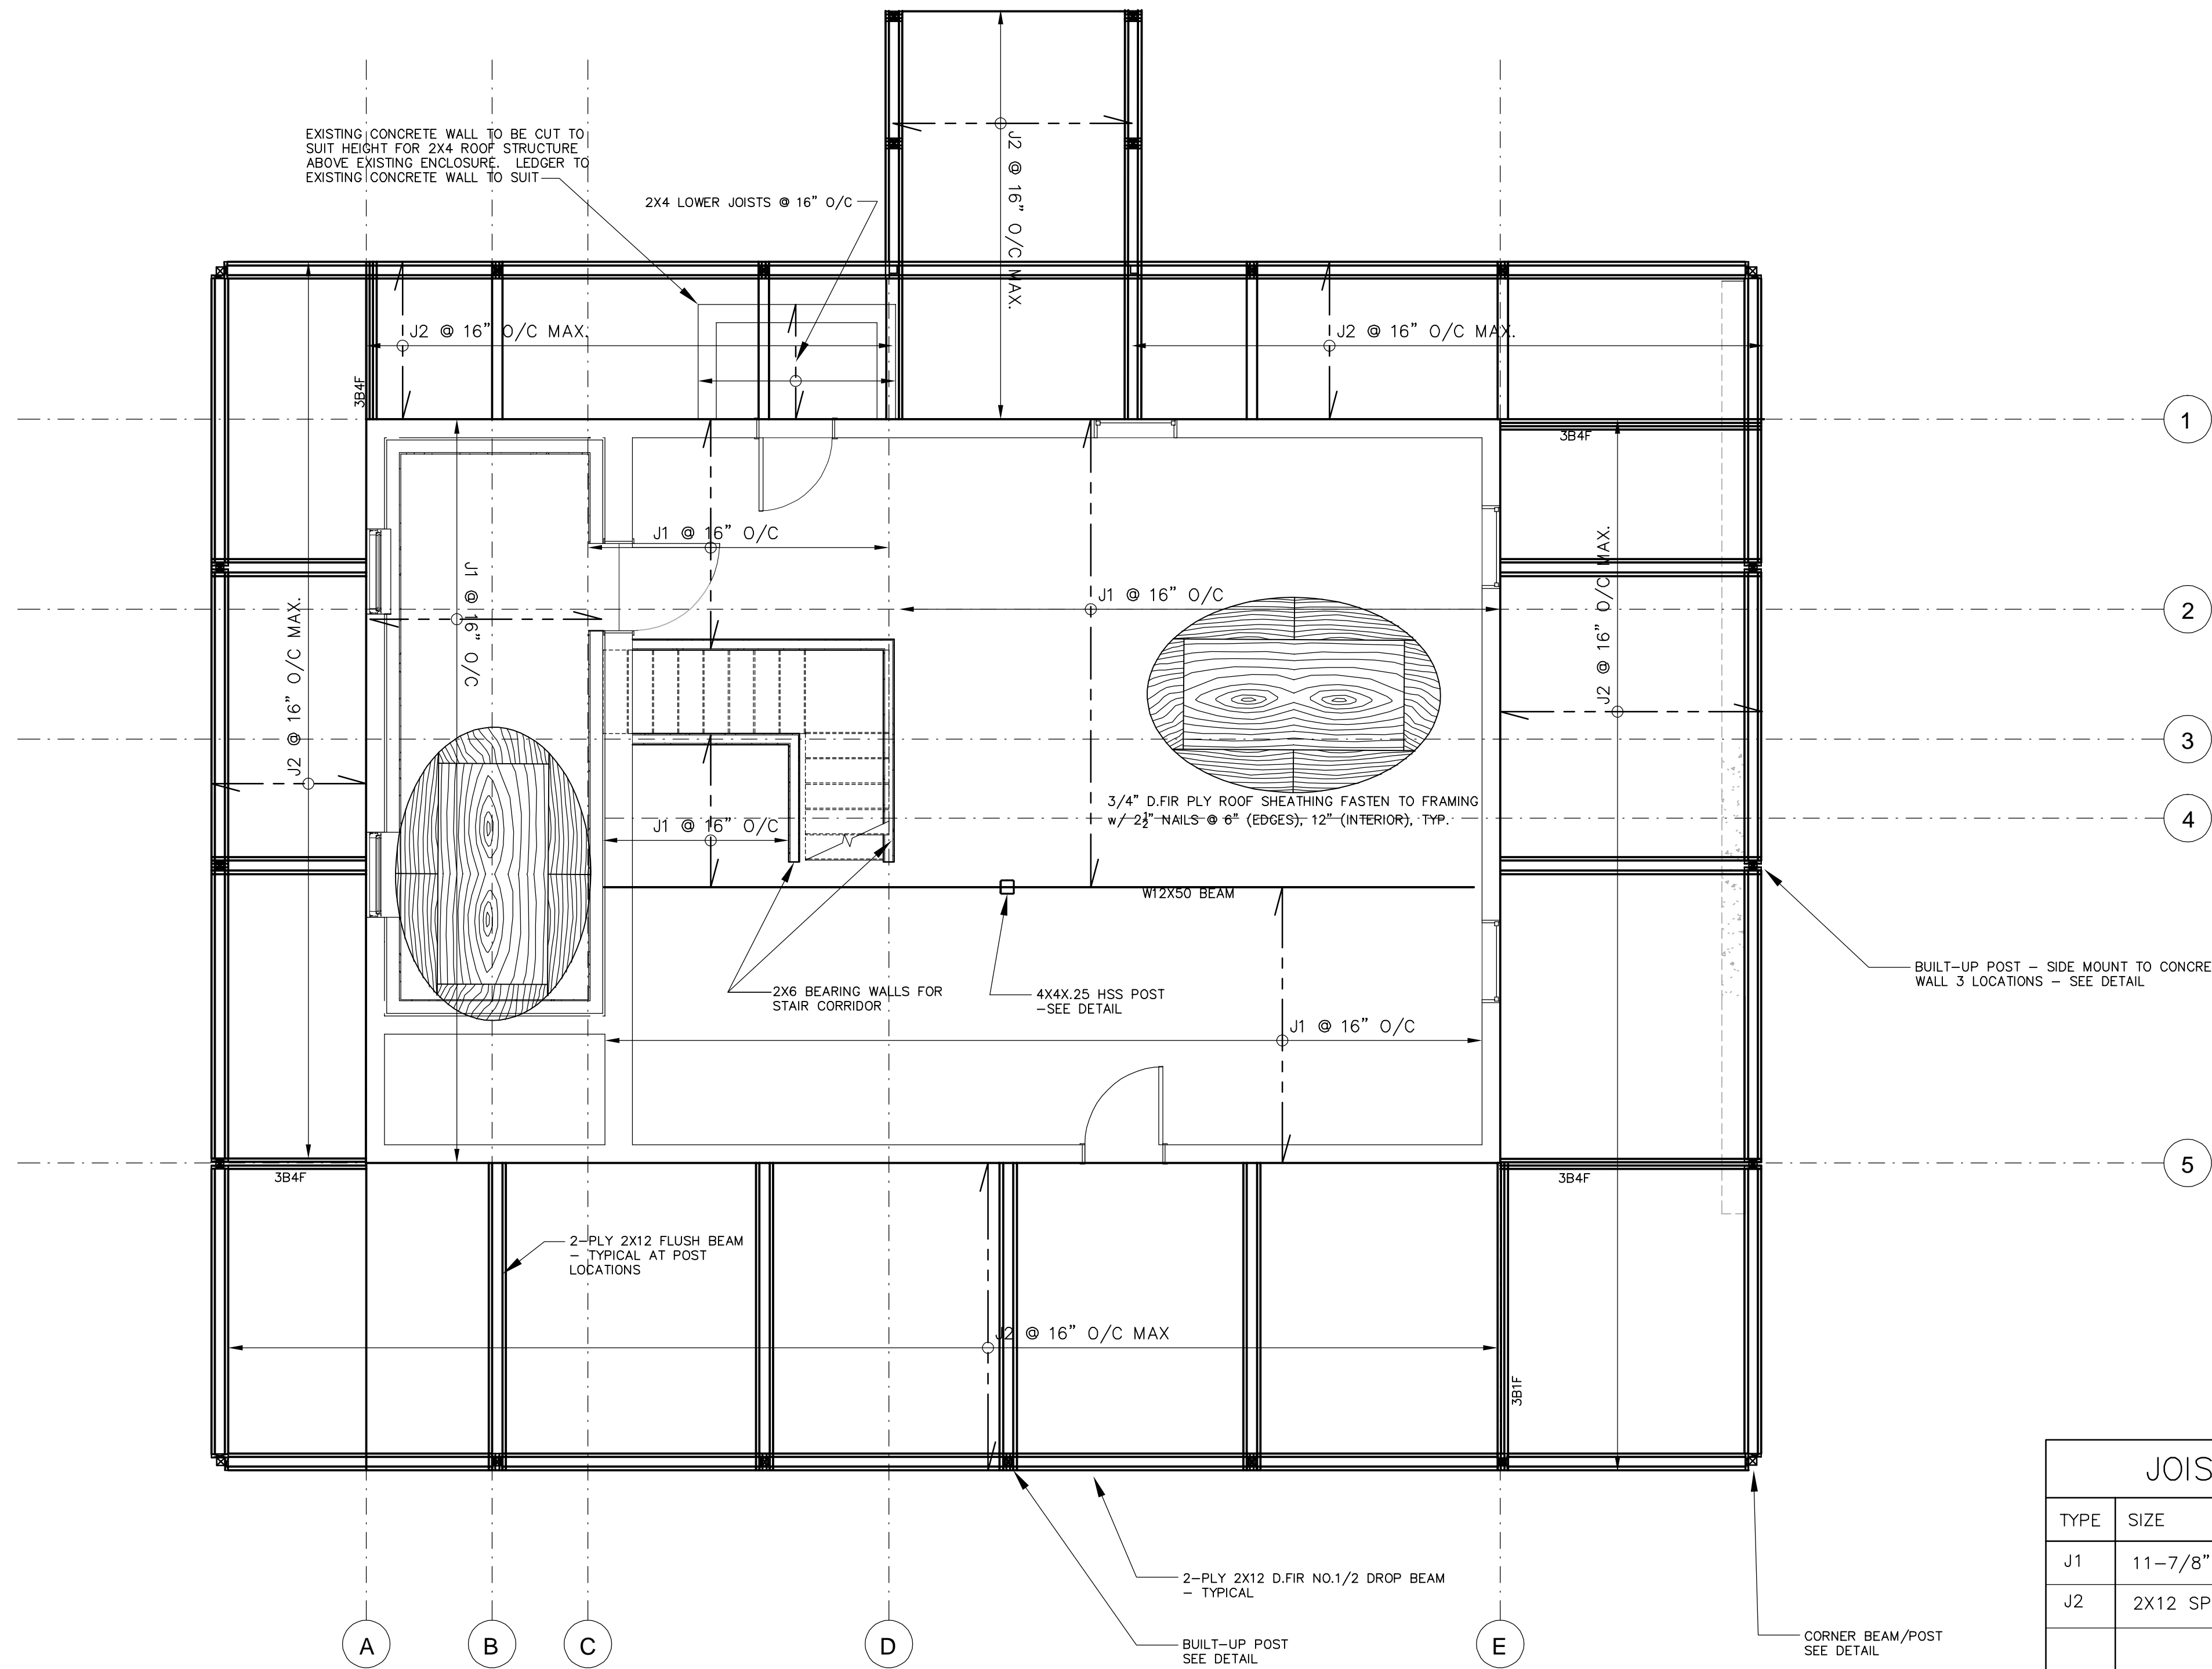 EXISTING CONCRETE WALL TO BE CUT TO
SUIT HEIGHT FOR 2X4 ROOF STRUCTURE
ABOVE EXISTING ENCLOSURE. LEDGER TO
EXISTING CONCRETE WALL TO SUIT
2X4 LOWER JOISTS @ 16" O/C
J2 @ 16" O/C MAX.
J2 @ 16" O/C MAX.
J2 @ 16" O/C MAX.
3B4F
1
3B4F
J1 @ 16" O/C
J1 @ 16" O/C
J1 @ 16" O/C
J2 @ 16" O/C MAX.
J2 @ 16" O/C MAX.
2
3
3/4" D.FIR PLY ROOF SHEATHING FASTEN TO FRAMING
w/ 2½" NAILS @ 6" (EDGES), 12" (INTERIOR), TYP.
4
J1 @ 16" O/C
W12X50 BEAM
BUILT-UP POST - SIDE MOUNT TO CONCRE
WALL 3 LOCATIONS - SEE DETAIL
2X6 BEARING WALLS FOR
STAIR CORRIDOR
4X4X.25 HSS POST
-SEE DETAIL
J1 @ 16" O/C
5
3B4F
3B4F
2-PLY 2X12 FLUSH BEAM
- TYPICAL AT POST
LOCATIONS
J2 @ 16" O/C MAX
3B1F
JOIS
TYPE SIZE
J1 11-7/8"
J2 2X12 SP
2-PLY 2X12 D.FIR NO.1/2 DROP BEAM
- TYPICAL
BUILT-UP POST
SEE DETAIL
CORNER BEAM/POST
SEE DETAIL
A B C D E